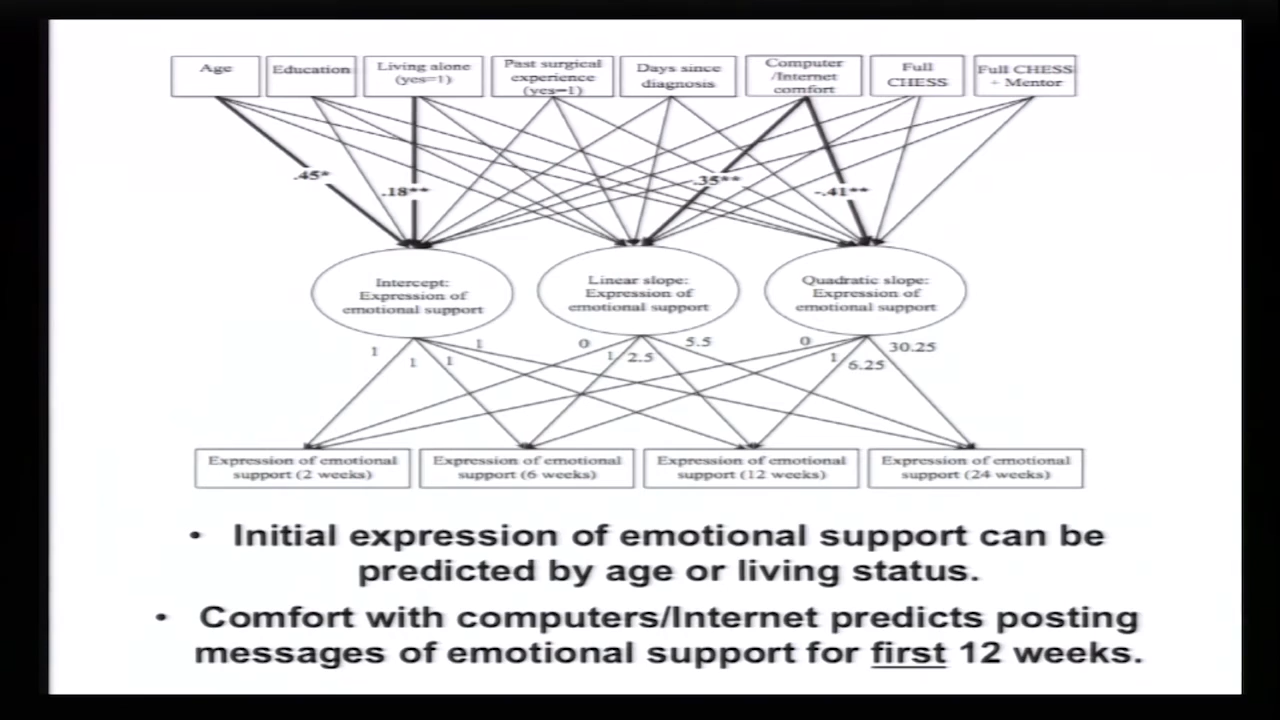 Age
Education
Living alone
(yes=1)
Past surgical
experience
(yes=1)
Days since
diagnosis
Computer
/Internet
comfort
Full
CHESS
Full CHESS
+ Mentor
.45*
.18**
.35**
-.41**
Intercept:
Expression of
emotional support
Linear slope:
Expression of
emotional support
Quadratic slope:
Expression of
emotional support
1
1
1
1
0
1
2.5
5.5
0
1
6.25
30.25
Expression of emotional
support (2 weeks)
Expression of emotional
support (6 weeks)
Expression of emotional
support (12 weeks)
Expression of emotional
support (24 weeks)
• Initial expression of emotional support can be
predicted by age or living status.
• Comfort with computers/Internet predicts posting
messages of emotional support for first 12 weeks.